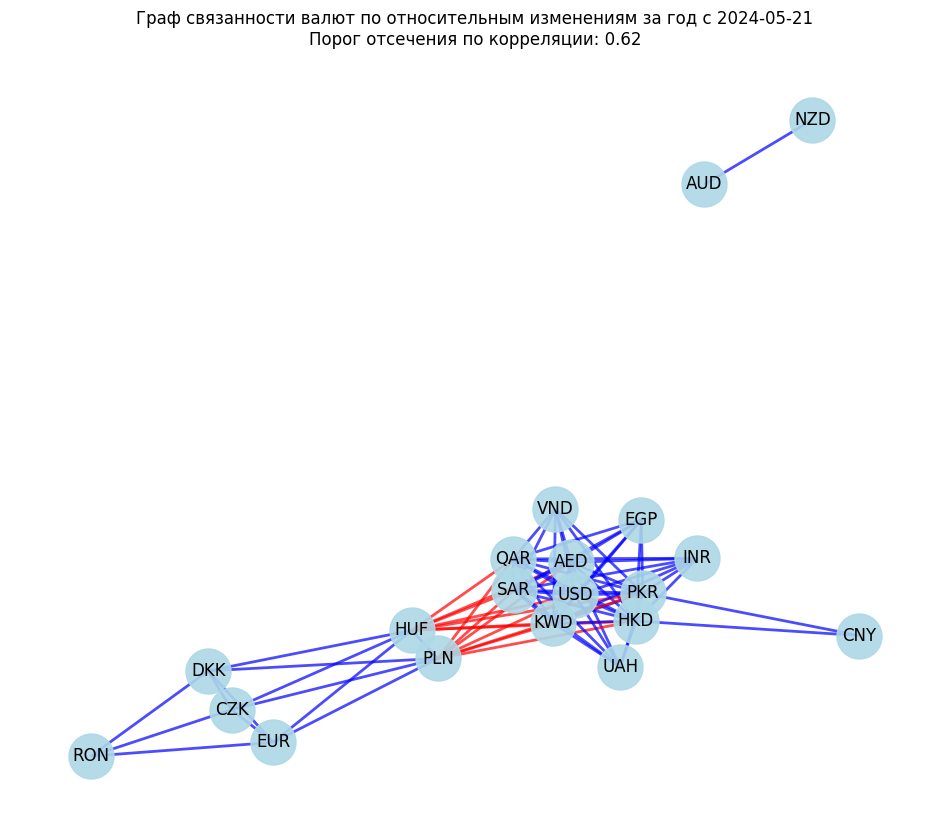 Граф связанности валют по относительным изменениям за год с 2024-05-21
Порог отсечения по корреляции: 0.62
NZD
AUD
VND
EGP
QAR
AED
INR
SAR
USD
PKR
KWD
HKD
HUF
CNY
PLN
UAH
DKK
CZK
EUR
RON